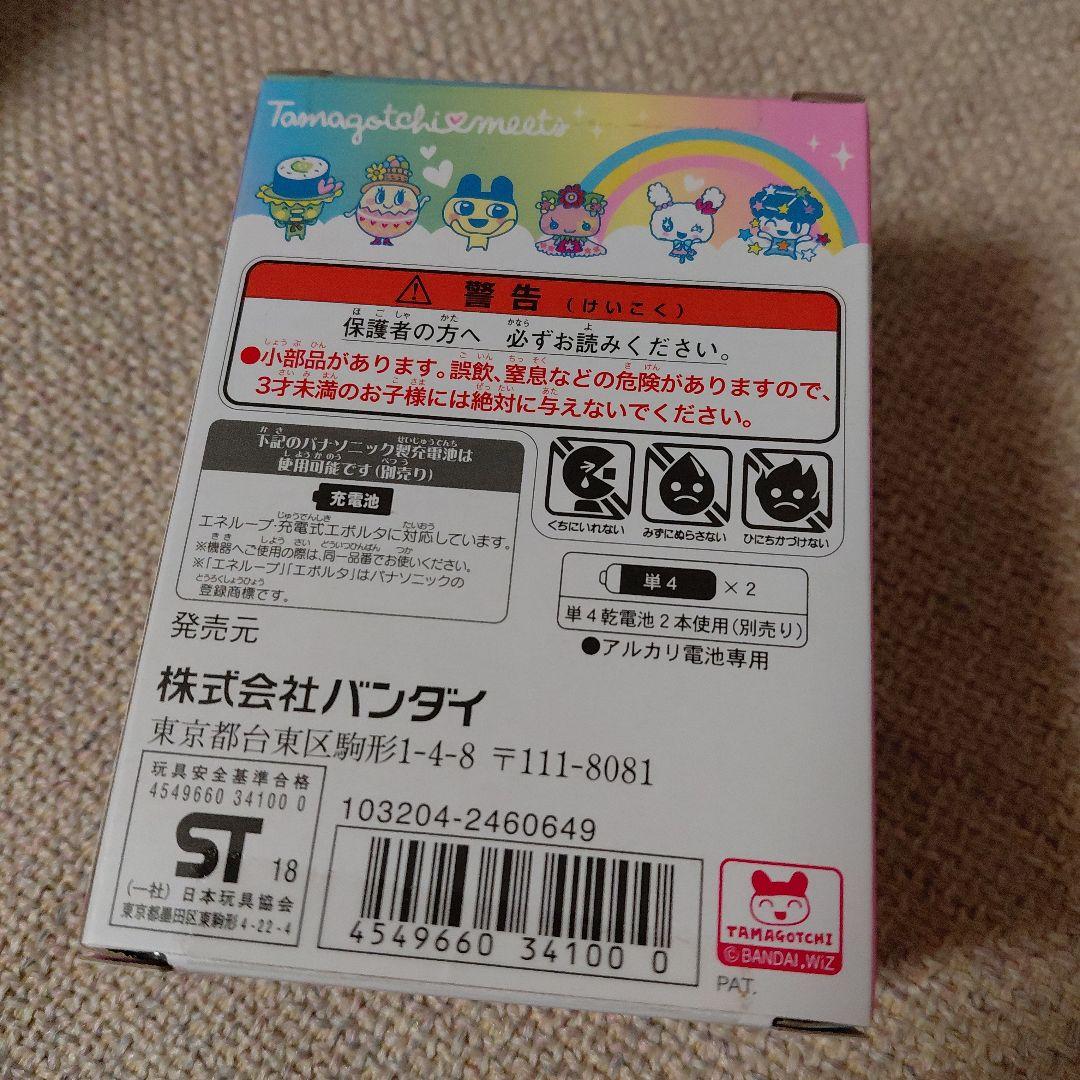 Tamagotchi♥meets
警告（けいこく）
保護者の方へ 必ずお読みください。
●小部品があります。誤飲、窒息などの危険がありますので、
3才未満のお子様には絶対に与えないでください。
下記のパナソニック製充電池は
使用可能です(別売り)
充電池
エネループ・充電式エボルタに対応しています。
※機器へご使用の際は、同一品番でお使いください。
※「エネループ」「エボルタ」はパナソニックの
登録商標です。
くちにいれない
みずにぬらさない
ひにちかづけない
単4 ×2
単4乾電池2本使用(別売り)
●アルカリ電池専用
発売元
株式会社バンダイ
東京都台東区駒形1-4-8 〒111-8081
玩具安全基準合格
4549660 34100 0
ST 18
(一社) 日本玩具協会
東京都墨田区東駒形4-22-4
103204-2460649
4549660 34100 0
TAMAGOTCHI
©BANDAI,WiZ
PAT.